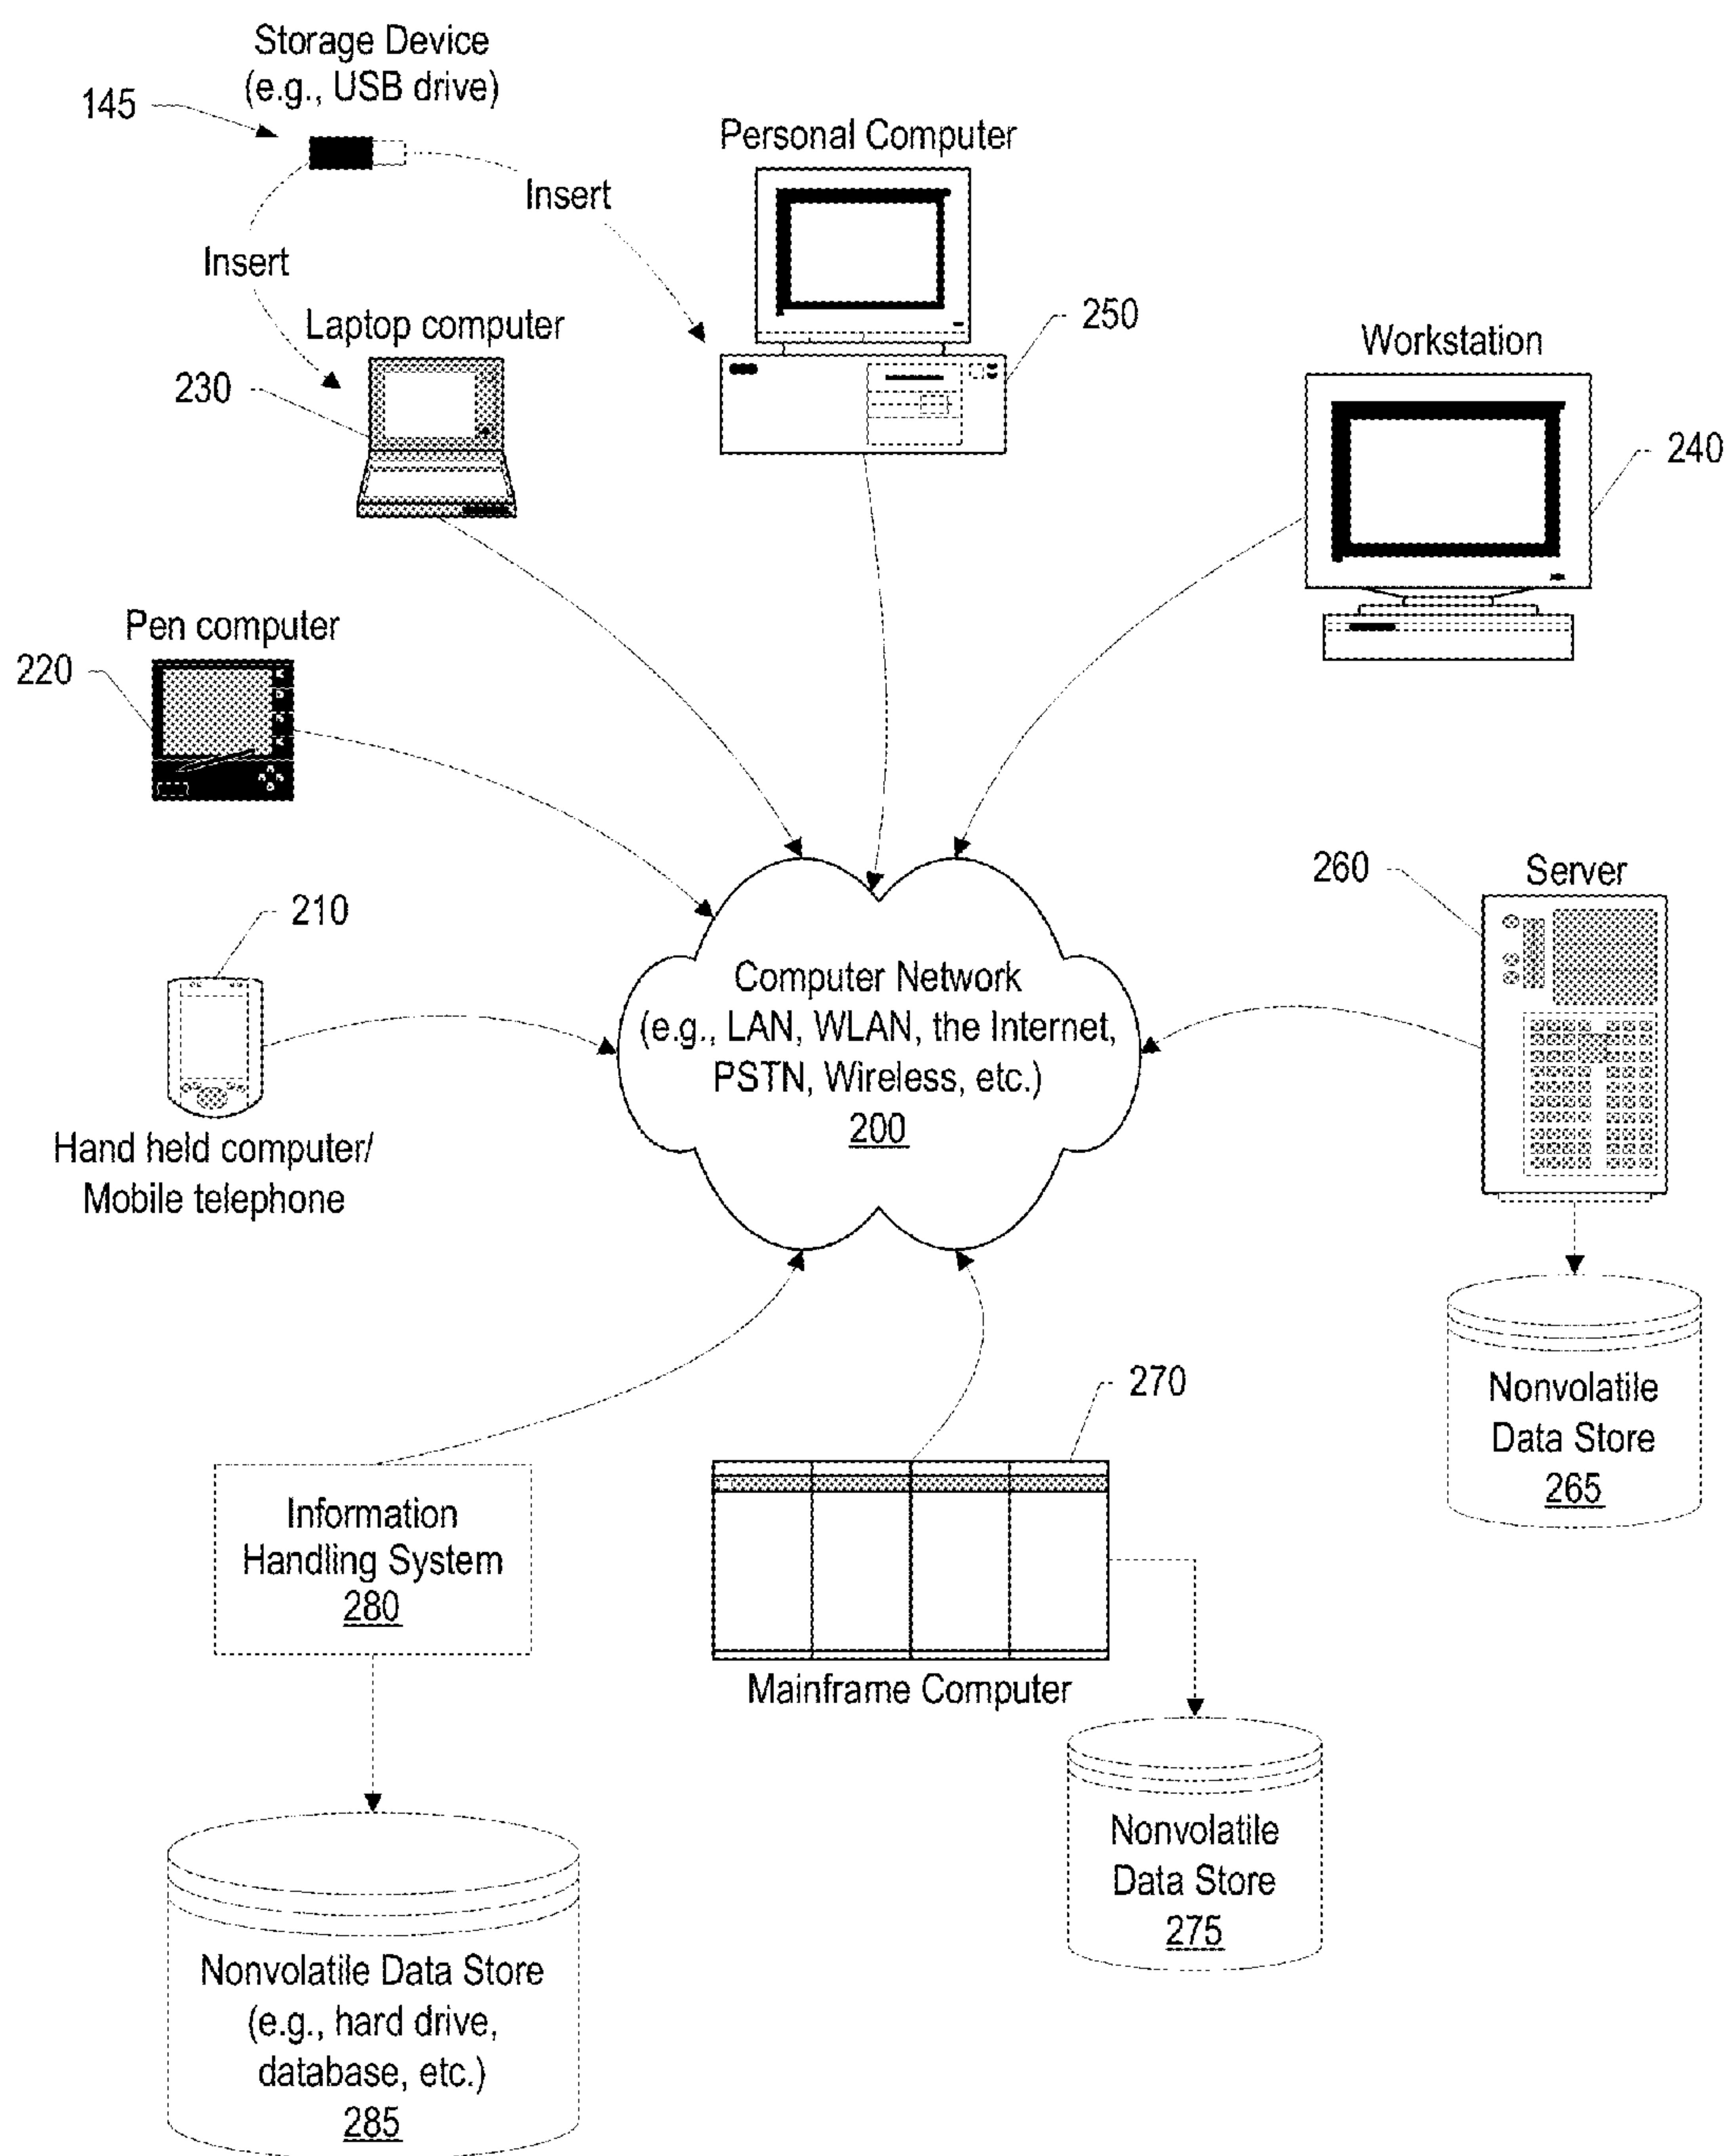 Storage Device
(e.g., USB drive)
145
Personal Computer
Insert
Insert
Laptop computer
250
Workstation
230
240
Pen computer
220
260
Server
210
Computer Network
(e.g., LAN, WLAN, the Internet,
PSTN, Wireless, etc.)
200
Hand held computer/
Mobile telephone
270
Nonvolatile
Data Store
265
Information
Handling System
280
Mainframe Computer
Nonvolatile
Data Store
275
Nonvolatile Data Store
(e.g., hard drive,
database, etc.)
285